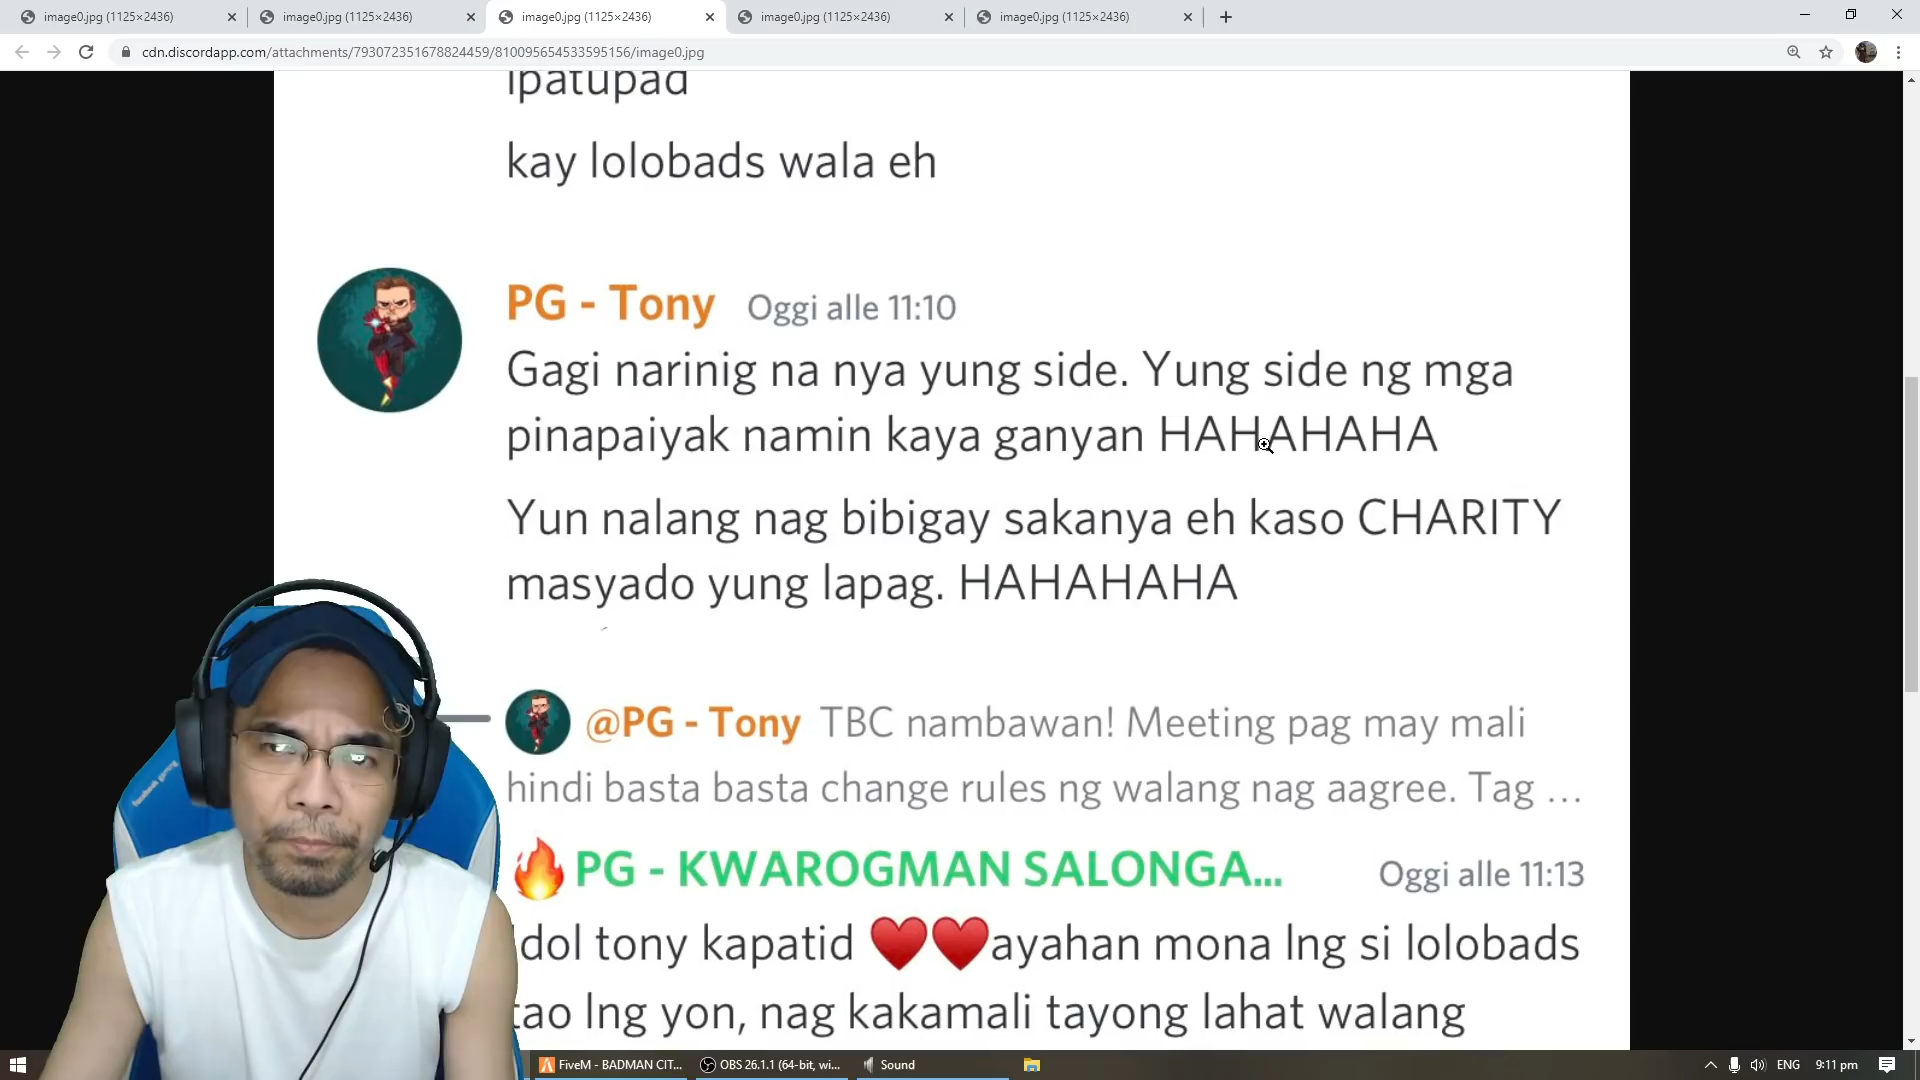 image0.jpg (1125×2436)
image0.jpg (1125×2436)
image0.jpg (1125×2436)
image0.jpg (1125×2436)
image0.jpg (1125×2436)
cdn.discordapp.com/attachments/793072351678824459/810095654533595156/image0.jpg
ipatupad
kay lolobads wala eh
PG - Tony Oggi alle 11:10
Gagi narinig na nya yung side. Yung side ng mga
pinapaiyak namin kaya ganyan HAHAHAHA
Yun nalang nag bibigay sakanya eh kaso CHARITY
masyado yung lapag. HAHAHAHA
@PG - Tony TBC nambawan! Meeting pag may mali
hindi basta basta change rules ng walang nag aagree. Tag ...
PG - KWAROGMAN SALONGA... Oggi alle 11:13
Idol tony kapatid ♥♥ayahan mona lng si lolobads
tao lng yon, nag kakamali tayong lahat walang
facebook gaming
FiveM - BADMAN CIT...
OBS 26.1.1 (64-bit, wi...
Sound
ENG
9:11 pm